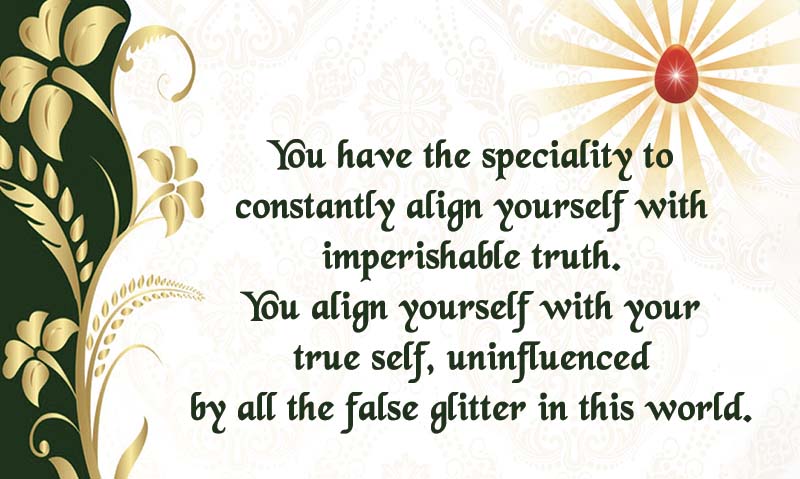 You have the speciality to
constantly align yourself with
imperishable truth.
You align yourself with your
true self, uninfluenced
by all the false glitter in this world.